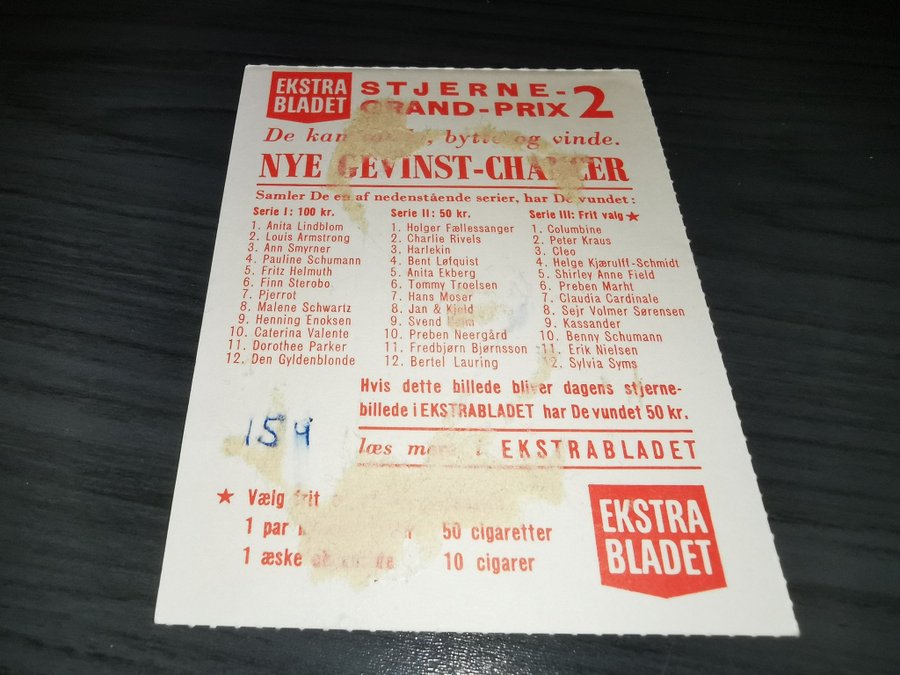 EKSTRA BLADET
STJERNE-
GRAND-PRIX 2
De kan, bytte og vinde.
NYE GEVINST-CHANCER
Samler De en af nedenstående serier, har De vundet:
Serie I: 100 kr.
1. Anita Lindblom
2. Louis Armstrong
3. Ann Smyrner
4. Pauline Schumann
5. Fritz Helmuth
6. Finn Sterobo
7. Pjerrot
8. Malene Schwartz
9. Henning Enoksen
10. Caterina Valente
11. Dorothee Parker
12. Den Gyldenblonde
Serie II: 50 kr.
1. Holger Fællessanger
2. Charlie Rivels
3. Harlekin
4. Bent Løfquist
5. Anita Ekberg
6. Tommy Troelsen
7. Hans Moser
8. Jan & Kjeld
9. Svend
10. Preben Neergård
11. Fredbjørn Bjørnsson
12. Bertel Lauring
Serie III: Frit valg ★
1. Columbine
2. Peter Kraus
3. Cleo
4. Helge Kjærulff-Schmidt
5. Shirley Anne Field
6. Preben Marht
7. Claudia Cardinale
8. Sejr Volmer Sørensen
9. Kassander
10. Benny Schumann
11. Erik Nielsen
12. Sylvia Syms
Hvis dette billede bliver dagens stjerne-
billede i EKSTRABLADET har De vundet 50 kr.
154
læs mere i EKSTRABLADET
★ Vælg frit
1 par
50 cigaretter
1 æske
10 cigarer
EKSTRA
BLADET